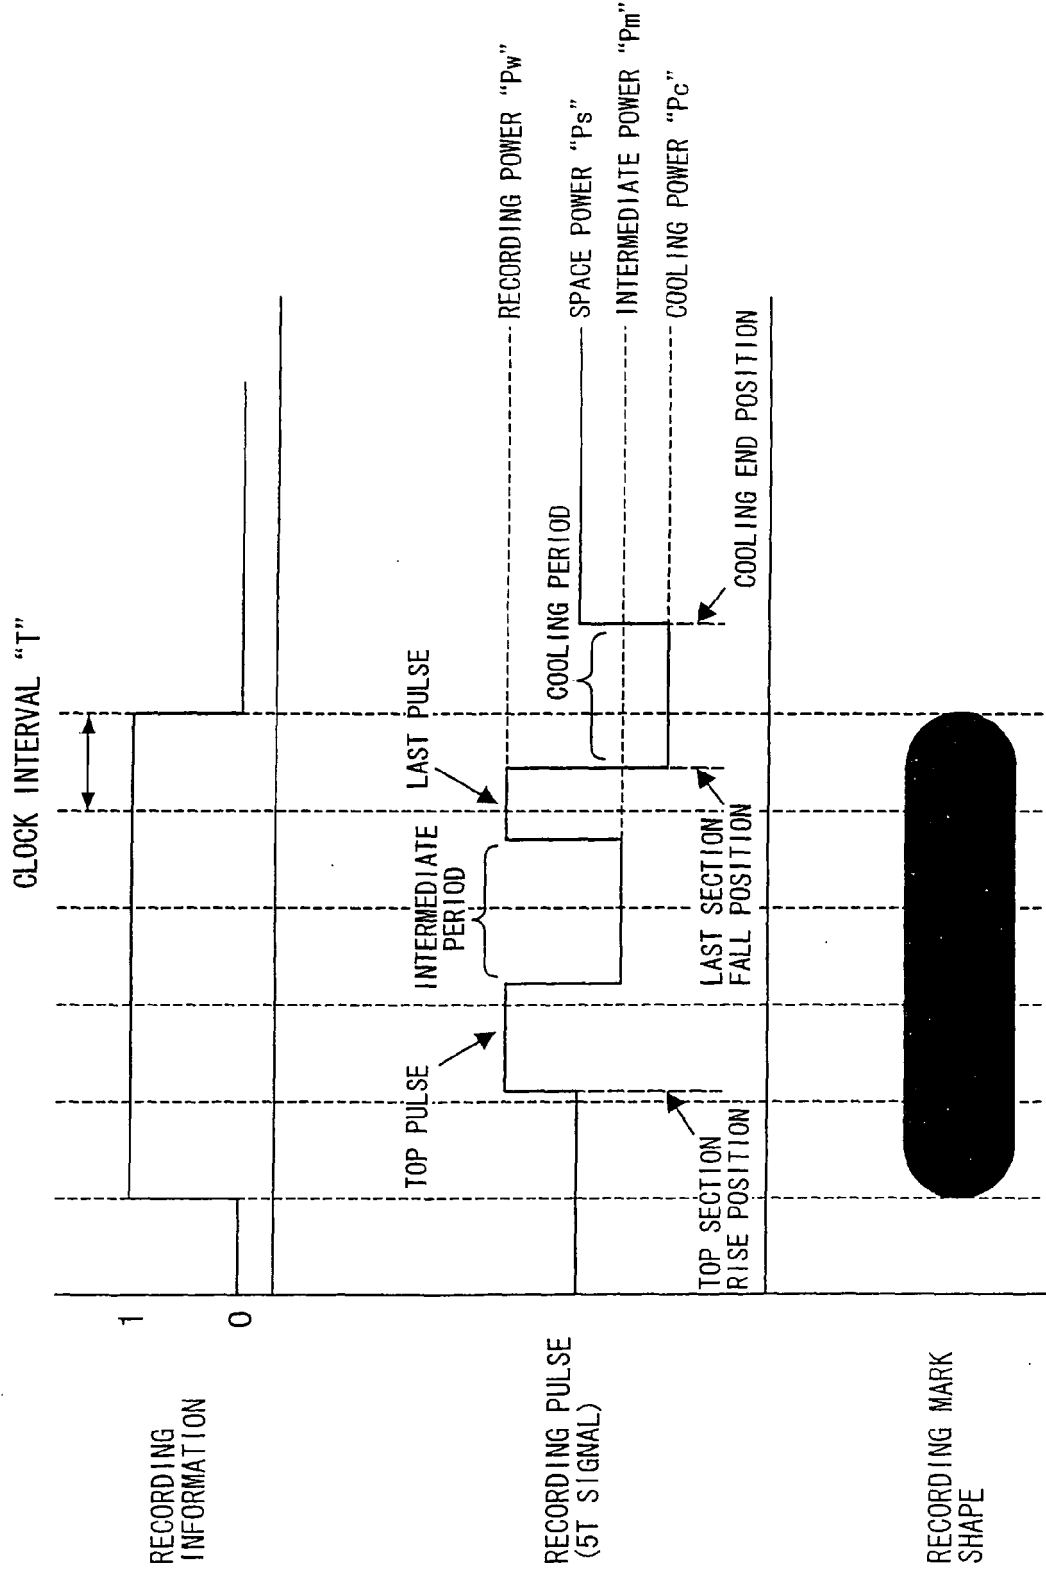 CLOCK INTERVAL “T”
RECORDING
INFORMATION
1
0
RECORDING PULSE
(5T SIGNAL)
TOP PULSE
INTERMEDIATE
PERIOD
LAST PULSE
COOLING PERIOD
RECORDING POWER “Pw”
SPACE POWER “Ps”
INTERMEDIATE POWER “Pm”
COOLING POWER “Pc”
TOP SECTION
RISE POSITION
LAST SECTION
FALL POSITION
COOLING END POSITION
RECORDING MARK
SHAPE